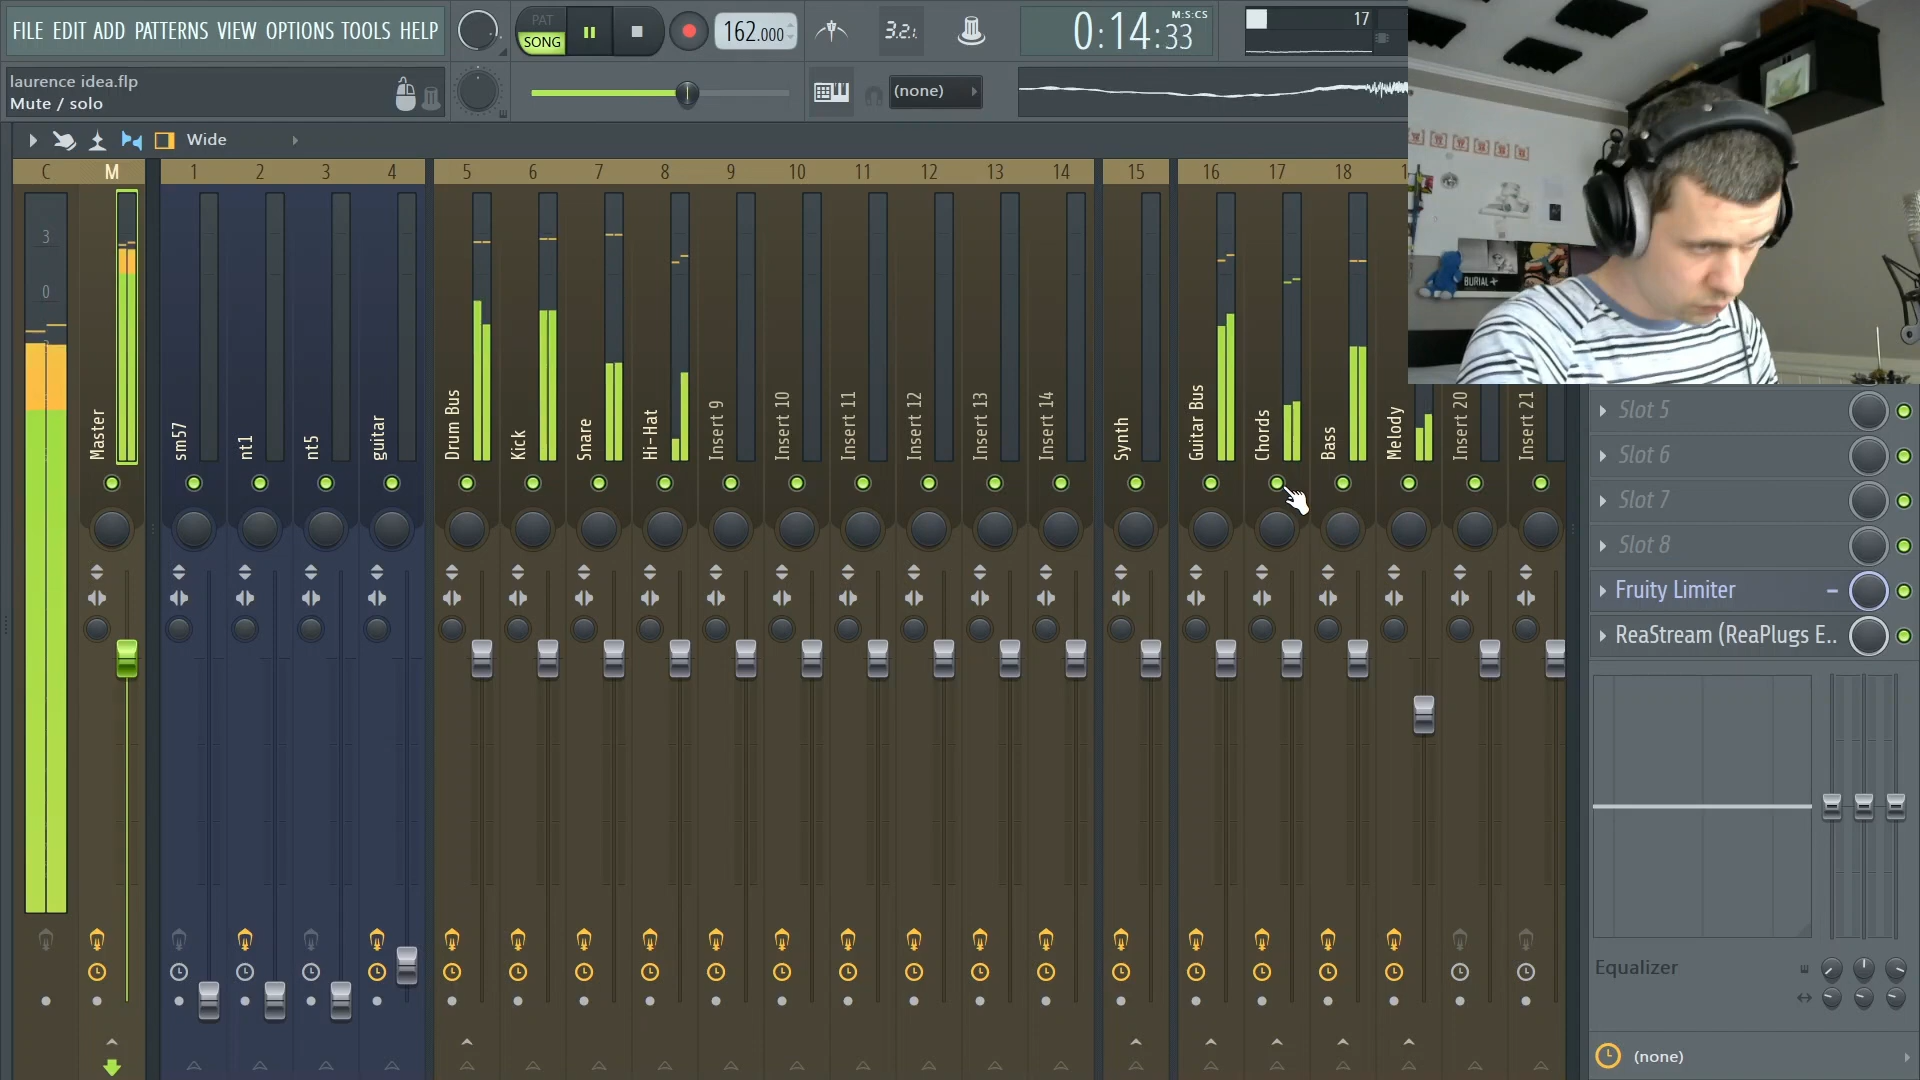 FILE EDIT ADD PATTERNS VIEW OPTIONS TOOLS HELP
PAT
SONG
162.000
3.2.
0:14:33
M:S:CS
17
laurence idea.flp
Mute / solo
(none)
Wide
C M 1 2 3 4 5 6 7 8 9 10 11 12 13 14 15 16 17 18
3
0
Master
sm57
nt1
nt5
guitar
Drum Bus
Kick
Snare
Hi-Hat
Insert 9
Insert 10
Insert 11
Insert 12
Insert 13
Insert 14
Synth
Guitar Bus
Chords
Bass
Melody
Insert 20
Insert 21
BURIAL+
Slot 5
Slot 6
Slot 7
Slot 8
Fruity Limiter
ReaStream (ReaPlugs E..
Equalizer
(none)